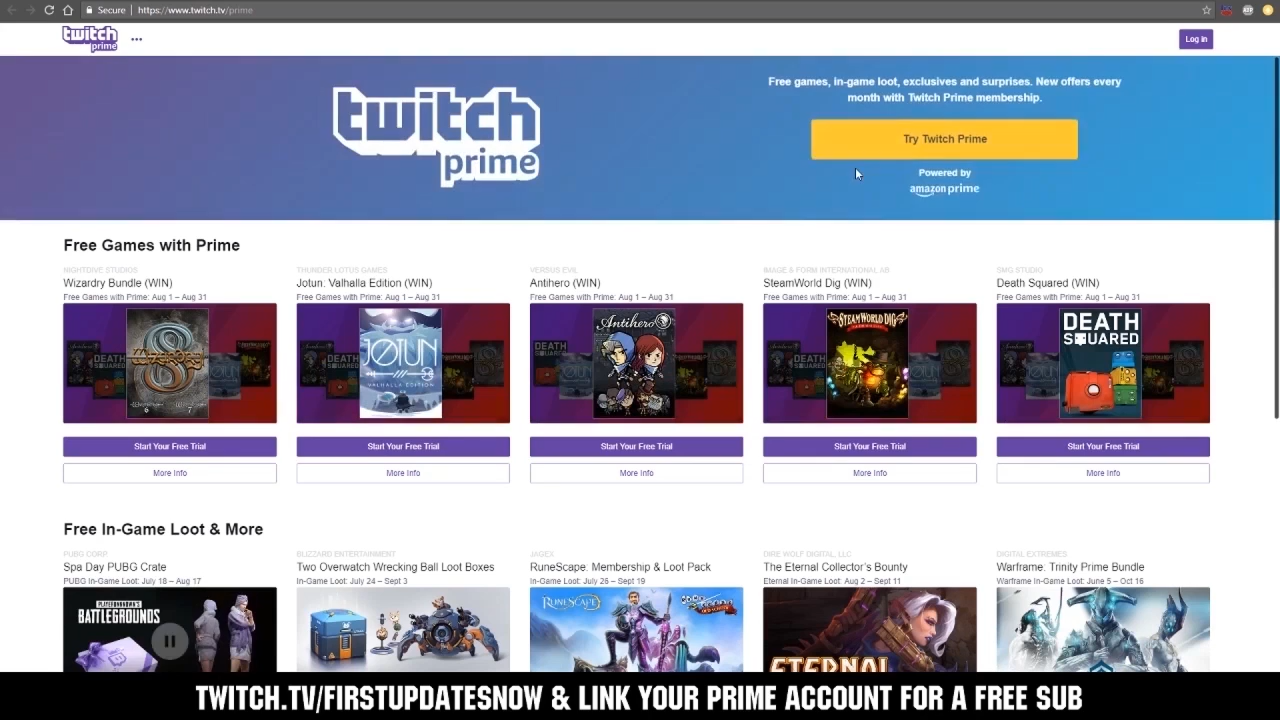 Secure | https://www.twitch.tv/prime
ATP
twitch
prime
Log in
twitch
prime
Free games, in-game loot, exclusives and surprises. New offers every
month with Twitch Prime membership.
Try Twitch Prime
Powered by
amazon prime
Free Games with Prime
NIGHTDIVE STUDIOS
Wizardry Bundle (WIN)
Free Games with Prime: Aug 1 – Aug 31
THUNDER LOTUS GAMES
Jotun: Valhalla Edition (WIN)
Free Games with Prime: Aug 1 – Aug 31
VERSUS EVIL
Antihero (WIN)
Free Games with Prime: Aug 1 – Aug 31
IMAGE & FORM INTERNATIONAL AB
SteamWorld Dig (WIN)
Free Games with Prime: Aug 1 – Aug 31
SMG STUDIO
Death Squared (WIN)
Free Games with Prime: Aug 1 – Aug 31
Wizardry
8
6 7
JOTUN
VALHALLA EDITION
Antihero
STEAMWORLD DIG
DEATH
SQUARED
Start Your Free Trial
More Info
Start Your Free Trial
More Info
Start Your Free Trial
More Info
Start Your Free Trial
More Info
Start Your Free Trial
More Info
Free In-Game Loot & More
PUBG CORP
Spa Day PUBG Crate
PUBG In-Game Loot: July 18 – Aug 17
BLIZZARD ENTERTAINMENT
Two Overwatch Wrecking Ball Loot Boxes
In-Game Loot: July 24 – Sept 3
JAGEX
RuneScape: Membership & Loot Pack
In-Game Loot: July 26 – Sept 19
DIRE WOLF DIGITAL, LLC
The Eternal Collector's Bounty
Eternal In-Game Loot: Aug 2 – Sept 11
DIGITAL EXTREMES
Warframe: Trinity Prime Bundle
Warframe In-Game Loot: June 5 – Oct 16
PLAYERUNKNOWN'S
BATTLEGROUNDS
RUNESCAPE
ETERNAL
TWITCH.TV/FIRSTUPDATESNOW & LINK YOUR PRIME ACCOUNT FOR A FREE SUB